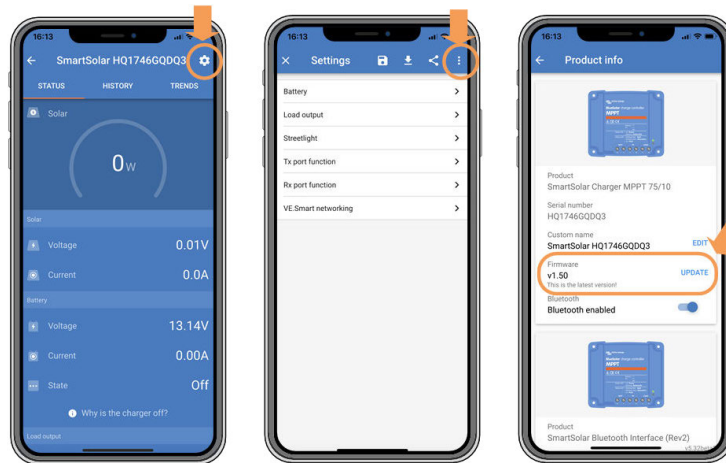 16:13
SmartSolar HQ1746GQDQ3
STATUS HISTORY TRENDS
Solar
0W
Solar
Voltage 0.01V
Current 0.0A
Battery
Voltage 13.14V
Current 0.00A
State Off
Why is the charger off?
Load output
16:13
Settings
Battery
Load output
Streetlight
Tx port function
Rx port function
VE.Smart networking
16:13
Product info
MPPT
Product
SmartSolar Charger MPPT 75/10
Serial number
HQ1746GQDQ3
Custom name
SmartSolar HQ1746GQDQ3 EDIT
Firmware
v1.50 UPDATE
This is the latest version!
Bluetooth
Bluetooth enabled
MPPT
Product
SmartSolar Bluetooth Interface (Rev2)